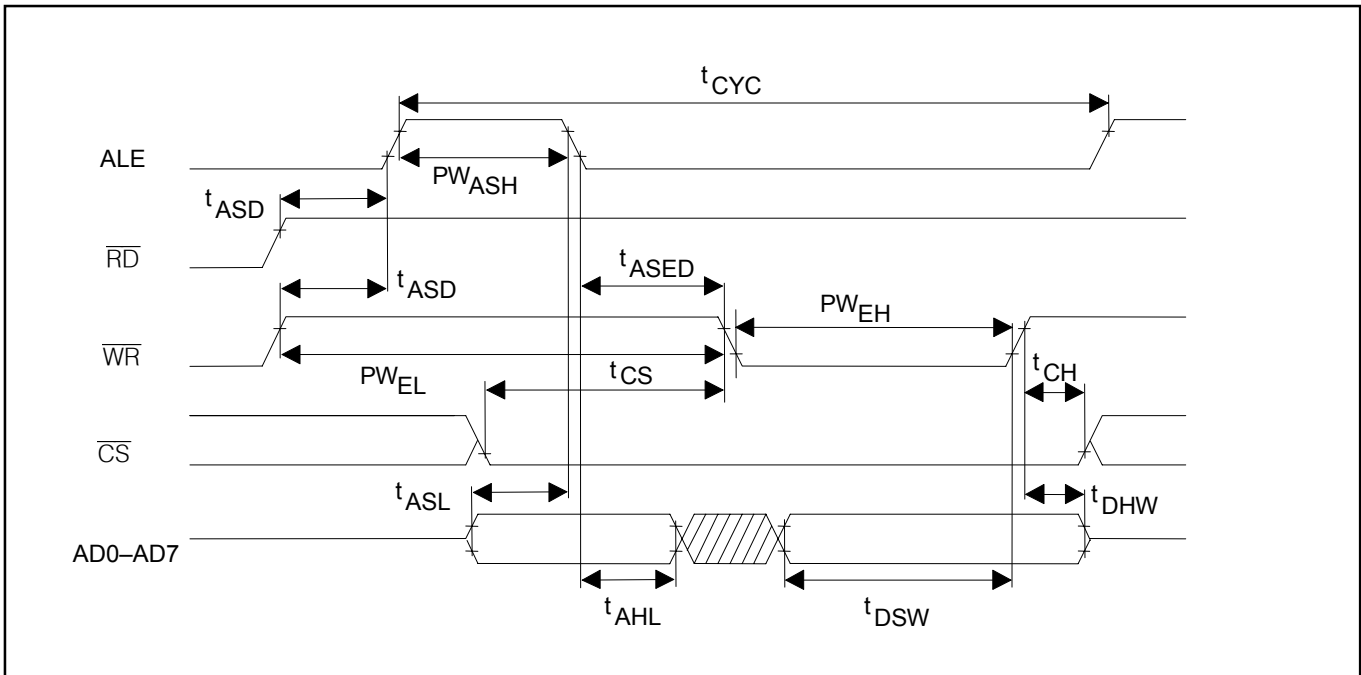 tCYC
ALE
PWASH
tASD
RD
tASED
tASD
PWEH
WR
tCS
tCH
PWEL
CS
tASL
tDHW
AD0–AD7
tAHL
tDSW